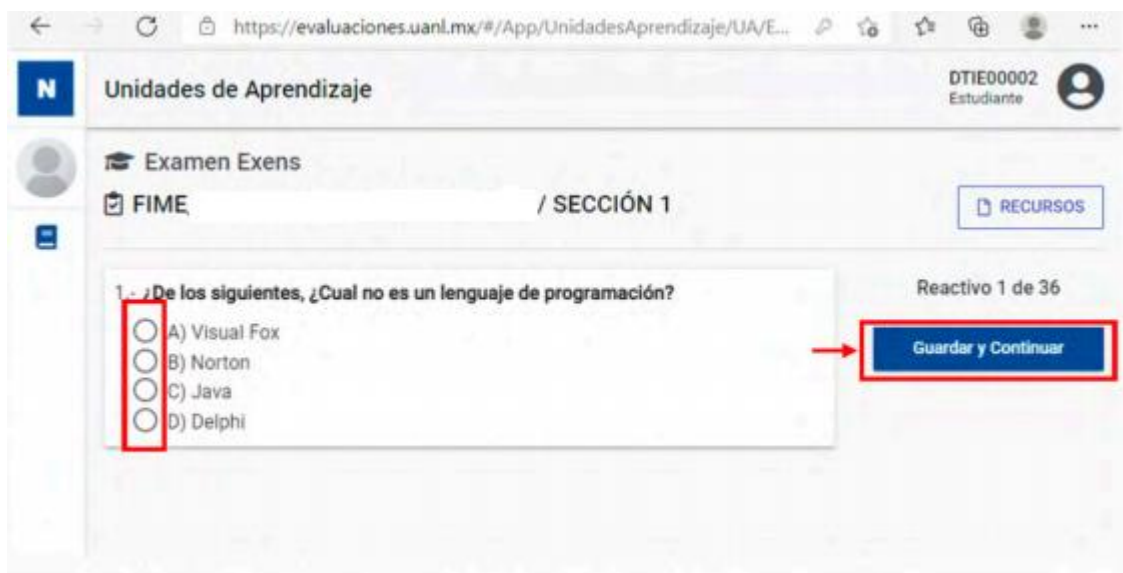 https://evaluaciones.uanl.mx/#/App/UnidadesAprendizaje/UA/E...
N
Unidades de Aprendizaje
DTIE00002
Estudiante
Examen Exens
FIME
/ SECCIÓN 1
RECURSOS
1.- ¿De los siguientes, ¿Cual no es un lenguaje de programación?
Reactivo 1 de 36
A) Visual Fox
B) Norton
C) Java
D) Delphi
Guardar y Continuar